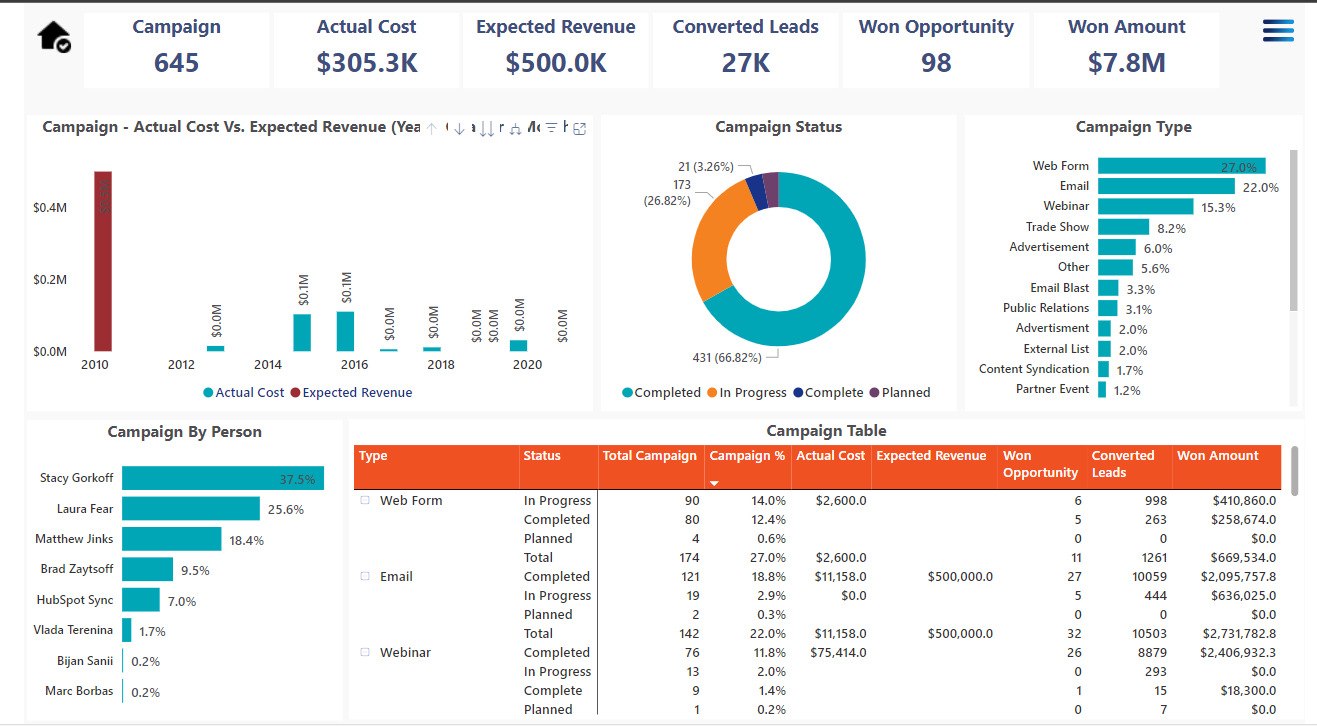 Campaign
645
Actual Cost
$305.3K
Expected Revenue
$500.0K
Converted Leads
27K
Won Opportunity
98
Won Amount
$7.8M
Campaign - Actual Cost Vs. Expected Revenue (Yea
$0.4M
$0.2M
$0.0M
$0.0M
$0.1M
$0.1M
$0.0M
$0.0M
$0.0M
$0.0M
$0.0M
$0.0M
2010 2012 2014 2016 2018 2020
Actual Cost Expected Revenue
Campaign Status
21 (3.26%)
173
(26.82%)
431 (66.82%)
Completed In Progress Complete Planned
Campaign Type
Web Form 27.0%
Email 22.0%
Webinar 15.3%
Trade Show 8.2%
Advertisement 6.0%
Other 5.6%
Email Blast 3.3%
Public Relations 3.1%
Advertisment 2.0%
External List 2.0%
Content Syndication 1.7%
Partner Event 1.2%
Campaign By Person
Stacy Gorkoff 37.5%
Laura Fear 25.6%
Matthew Jinks 18.4%
Brad Zaytsoff 9.5%
HubSpot Sync 7.0%
Vlada Terenina 1.7%
Bijan Sanii 0.2%
Marc Borbas 0.2%
Campaign Table
Type Status Total Campaign Campaign % Actual Cost Expected Revenue Won Opportunity Converted Leads Won Amount
Web Form In Progress 90 14.0% $2,600.0 6 998 $410,860.0
Completed 80 12.4% 5 263 $258,674.0
Planned 4 0.6% 0 0 $0.0
Total 174 27.0% $2,600.0 11 1261 $669,534.0
Email Completed 121 18.8% $11,158.0 $500,000.0 27 10059 $2,095,757.8
In Progress 19 2.9% $0.0 5 444 $636,025.0
Planned 2 0.3% 0 0 $0.0
Total 142 22.0% $11,158.0 $500,000.0 32 10503 $2,731,782.8
Webinar Completed 76 11.8% $75,414.0 26 8879 $2,406,932.3
In Progress 13 2.0% 0 293 $0.0
Complete 9 1.4% 1 15 $18,300.0
Planned 1 0.2% 0 7 $0.0